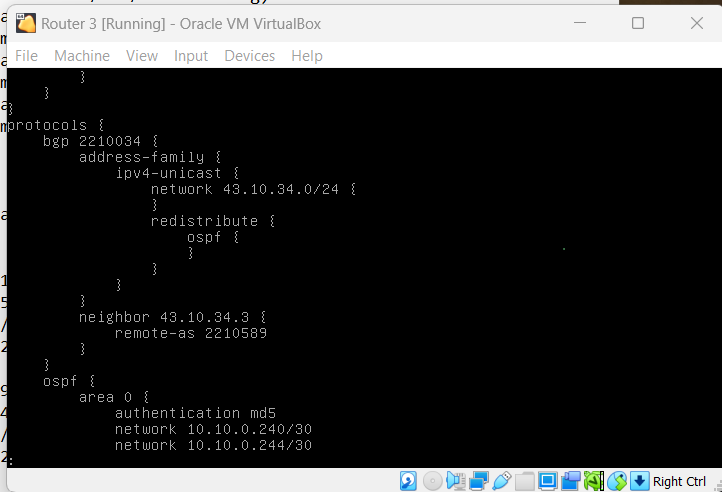 Router 3 [Running] - Oracle VM VirtualBox
File Machine View Input Devices Help
}
}
}
protocols {
bgp 2210034 {
address-family {
ipv4-unicast {
network 43.10.34.0/24 {
}
redistribute {
ospf {
}
}
}
}
neighbor 43.10.34.3 {
remote-as 2210589
}
}
ospf {
area 0 {
authentication md5
network 10.10.0.240/30
network 10.10.0.244/30
:
Right Ctrl